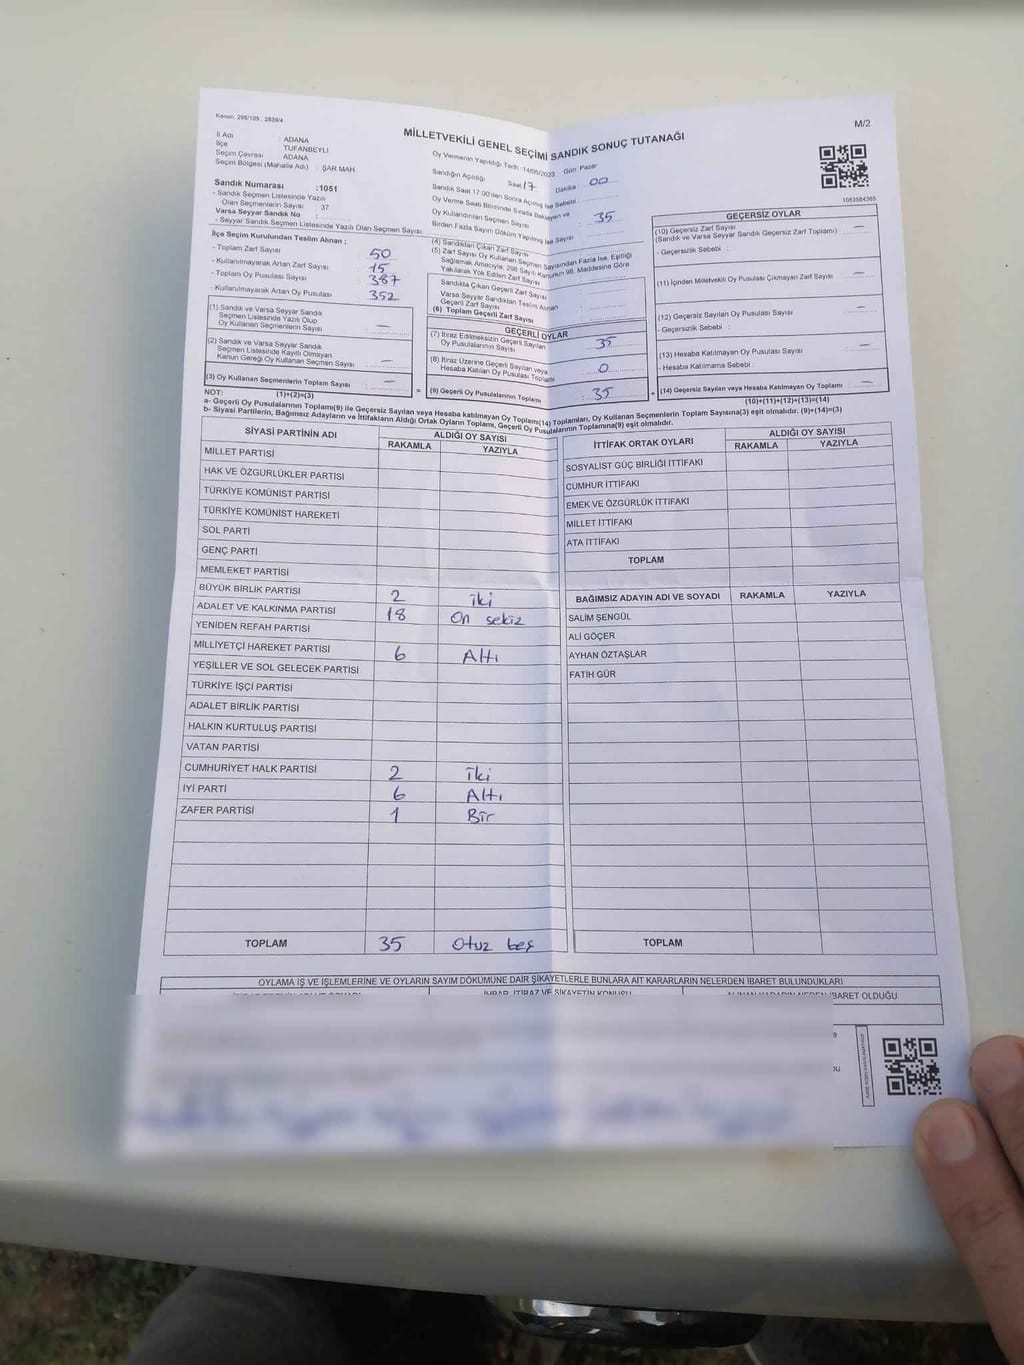 Kanun: 298/105 ; 2839/4
MİLLETVEKİLİ GENEL SEÇİMİ SANDIK SONUÇ TUTANAĞI
M/2
İl Adı : ADANA
İlçe : TUFANBEYLİ
Seçim Çevresi : ADANA
Seçim Bölgesi (Mahalle Adı) : ŞAR MAH.
Oy Vermenin Yapıldığı Tarih : 14/05/2023 Gün: Pazar
Sandığın Açıldığı Saat 17 Dakika 00
Sandık Saat 17:00'den Sonra Açılmış İse Sebebi :
Oy Verme Saati Bitiminde Sırada Bekleyen ve
Oy Kullandırılan Seçmen Sayısı : 35
Birden Fazla Sayım Döküm Yapılmış İse Sayısı :
1083564365
Sandık Numarası :1051
- Sandık Seçmen Listesinde Yazılı
Olan Seçmenlerin Sayısı : 37
Varsa Seyyar Sandık No :
- Seyyar Sandık Seçmen Listesinde Yazılı Olan Seçmen Sayısı :
İlçe Seçim Kurulundan Teslim Alınan ;
- Toplam Zarf Sayısı 50
- Kullanılmayarak Artan Zarf Sayısı 15
- Toplam Oy Pusulası Sayısı 387
- Kullanılmayarak Artan Oy Pusulası 352
(1) Sandık ve Varsa Seyyar Sandık
Seçmen Listesinde Yazılı Olup
Oy Kullanan Seçmenlerin Sayısı : —
(2) Sandık ve Varsa Seyyar Sandık
Seçmen Listesinde Kayıtlı Olmayan
Kanun Gereği Oy Kullanan Seçmen Sayısı : —
(3) Oy Kullanan Seçmenlerin Toplam Sayısı : —
(1)+(2)=(3)
(4) Sandıktan Çıkan Zarf Sayısı
(5) Zarf Sayısı Oy Kullanan Seçmen Sayısından Fazla İse, Eşitliği
Sağlamak Amacıyla; 298 Sayılı Kanunun 98. Maddesine Göre
Yakılarak Yok Edilen Zarf Sayısı
Sandıkta Çıkan Geçerli Zarf Sayısı
Varsa Seyyar Sandıktan Teslim Alınan
Geçerli Zarf Sayısı
(6) Toplam Geçerli Zarf Sayısı
GEÇERLİ OYLAR
(7) İtiraz Edilmeksizin Geçerli Sayılan
Oy Pusulalarının Sayısı : 35
(8) İtiraz Üzerine Geçerli Sayılan veya
Hesaba Katılan Oy Pusulası Toplamı : 0
= (9) Geçerli Oy Pusulalarının Toplamı : 35
GEÇERSİZ OYLAR
(10) Geçersiz Zarf Sayısı
(Sandık ve Varsa Seyyar Sandık Geçersiz Zarf Toplamı) : —
- Geçersizlik Sebebi :
(11) İçinden Milletvekili Oy Pusulası Çıkmayan Zarf Sayısı : —
(12) Geçersiz Sayılan Oy Pusulası Sayısı : —
- Geçersizlik Sebebi :
(13) Hesaba Katılmayan Oy Pusulası Sayısı : —
- Hesaba Katılmama Sebebi :
+ (14) Geçersiz Sayılan veya Hesaba Katılmayan Oy Toplamı : —
(10)+(11)+(12)+(13)=(14)
NOT:
a- Geçerli Oy Pusulalarının Toplamı(9) ile Geçersiz Sayılan veya Hesaba katılmayan Oy Toplamı(14) Toplamları, Oy Kullanan Seçmenlerin Toplam Sayısına(3) eşit olmalıdır. (9)+(14)=(3)
b- Siyasi Partilerin, Bağımsız Adayların ve İttifakların Aldığı Ortak Oyların Toplamı, Geçerli Oy Pusulalarının Toplamına(9) eşit olmalıdır.
SİYASİ PARTİNİN ADI ALDIĞI OY SAYISI
RAKAMLA YAZIYLA
MİLLET PARTİSİ
HAK VE ÖZGÜRLÜKLER PARTİSİ
TÜRKİYE KOMÜNİST PARTİSİ
TÜRKİYE KOMÜNİST HAREKETİ
SOL PARTİ
GENÇ PARTİ
MEMLEKET PARTİSİ
BÜYÜK BİRLİK PARTİSİ 2 iki
ADALET VE KALKINMA PARTİSİ 18 On sekiz
YENİDEN REFAH PARTİSİ
MİLLİYETÇİ HAREKET PARTİSİ 6 Altı
YEŞİLLER VE SOL GELECEK PARTİSİ
TÜRKİYE İŞÇİ PARTİSİ
ADALET BİRLİK PARTİSİ
HALKIN KURTULUŞ PARTİSİ
VATAN PARTİSİ
CUMHURİYET HALK PARTİSİ 2 İki
İYİ PARTİ 6 Altı
ZAFER PARTİSİ 1 Bir
TOPLAM 35 Otuz beş
İTTİFAK ORTAK OYLARI ALDIĞI OY SAYISI
RAKAMLA YAZIYLA
SOSYALİST GÜÇ BİRLİĞİ İTTİFAKI
CUMHUR İTTİFAKI
EMEK VE ÖZGÜRLÜK İTTİFAKI
MİLLET İTTİFAKI
ATA İTTİFAKI
TOPLAM
BAĞIMSIZ ADAYIN ADI VE SOYADI RAKAMLA YAZIYLA
SALİM ŞENGÜL
ALİ GÖÇER
AYHAN ÖZTAŞLAR
FATİH GÜR
TOPLAM
OYLAMA İŞ VE İŞLEMLERİNE VE OYLARIN SAYIM DÖKÜMÜNE DAİR ŞİKAYETLERLE BUNLARA AİT KARARLARIN NELERDEN İBARET BULUNDUKLARI
İHBAR, İTİRAZ VE ŞİKAYETİN KONUSU
ALINAN KARARIN NEDEN İBARET OLDUĞU